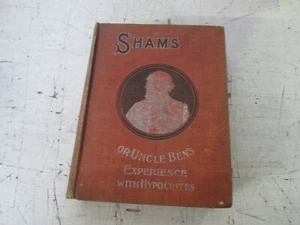 SHAMS
OR UNCLE BEN'S
EXPERIENCE
WITH HYPOCRITES